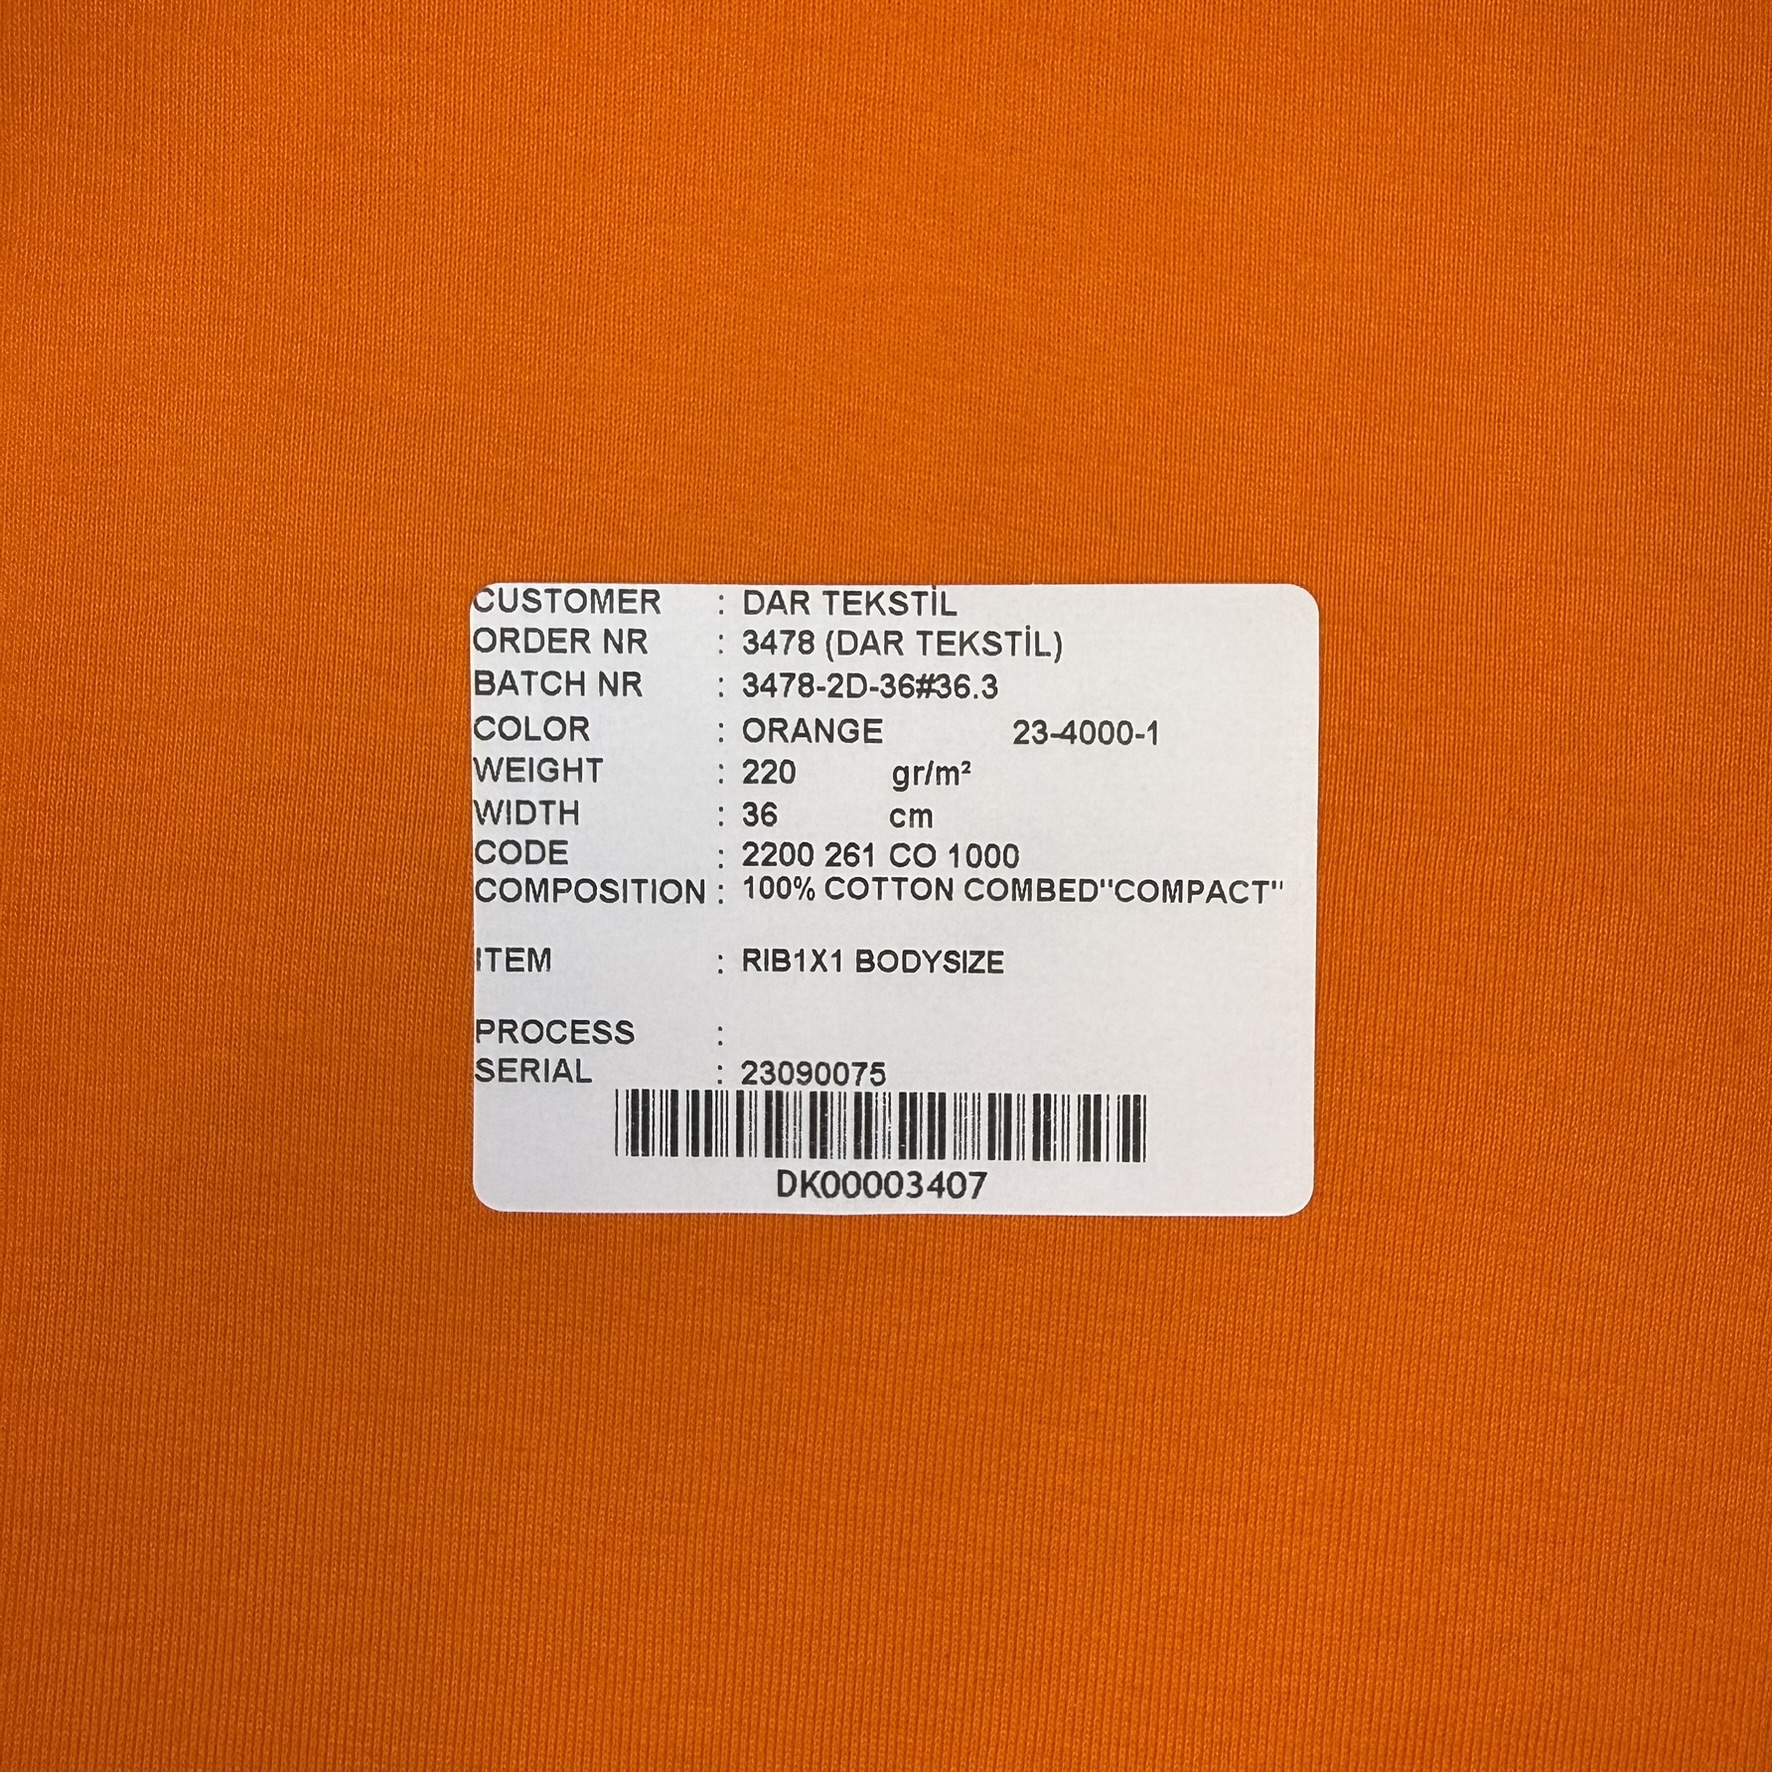 CUSTOMER : DAR TEKSTİL
ORDER NR : 3478 (DAR TEKSTİL)
BATCH NR : 3478-2D-36#36.3
COLOR : ORANGE 23-4000-1
WEIGHT : 220 gr/m²
WIDTH : 36 cm
CODE : 2200 261 CO 1000
COMPOSITION : 100% COTTON COMBED"COMPACT"
ITEM : RIB1X1 BODYSIZE
PROCESS :
SERIAL : 23090075
DK00003407